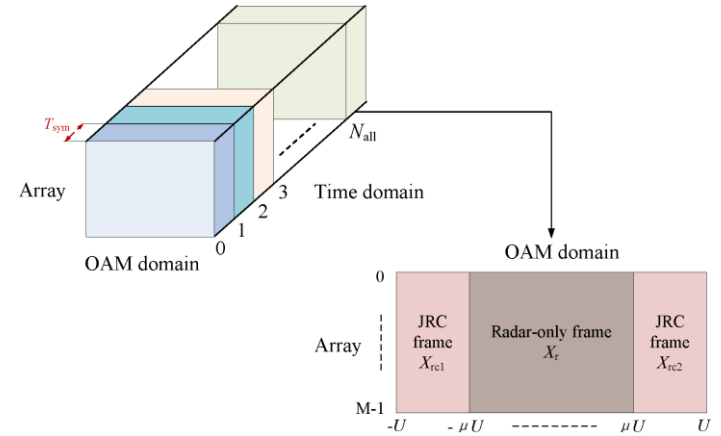 T_sym
Array
N_all
Time domain
3
2
1
0
OAM domain
OAM domain
0
JRC
frame
X_rc1
Radar-only frame
X_r
JRC
frame
X_rc2
Array
M-1
-U
- μU
μU
U